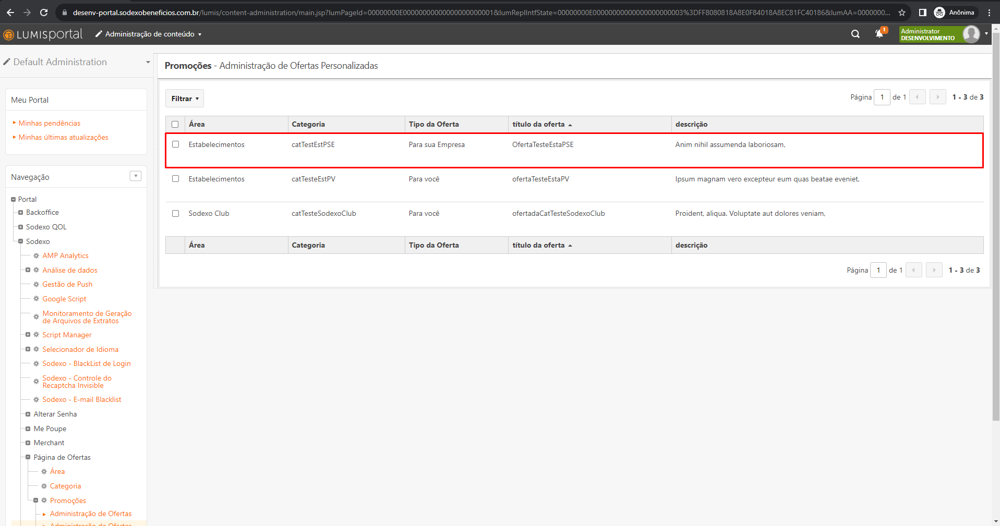 desenv-portal.sodexobeneficios.com.br/lumis/content-administration/main.jsp?lumPageId=00000000E00000000000000000000001&lumReplIntfState=00000000E00000000000000000000003%3DFF8080818A8E0F84018A8EC81FC40186&lumAA=0000000...
Anônima
LUMISportal
Administração de conteúdo
1
Administrator
DESENVOLVIMENTO
Default Administration
Promoções - Administração de Ofertas Personalizadas
Meu Portal
Minhas pendências
Minhas últimas atualizações
Navegação
Portal
Backoffice
Sodexo QOL
Sodexo
AMP Analytics
Análise de dados
Gestão de Push
Google Script
Monitoramento de Geração
de Arquivos de Extratos
Script Manager
Selecionador de Idioma
Sodexo - BlackList de Login
Sodexo - Controle do
Recaptcha Invisible
Sodexo - E-mail Blacklist
Alterar Senha
Me Poupe
Merchant
Página de Ofertas
Área
Categoria
Promoções
Administração de Ofertas
Administração de Ofertas
Filtrar
Página 1 de 1 1 - 3 de 3
Área Categoria Tipo da Oferta título da oferta descrição
Estabelecimentos catTestEstPSE Para sua Empresa OfertaTesteEstaPSE Anim nihil assumenda laboriosam,
Estabelecimentos catTesteEstPV Para você ofertaTesteEstaPV Ipsum magnam vero excepteur eum quas beatae eveniet,
Sodexo Club catTesteSodexoClub Para você ofertadaCatTesteSodexoClub Proident, aliqua. Voluptate aut dolores veniam,
Área Categoria Tipo da Oferta título da oferta descrição
Página 1 de 1 1 - 3 de 3